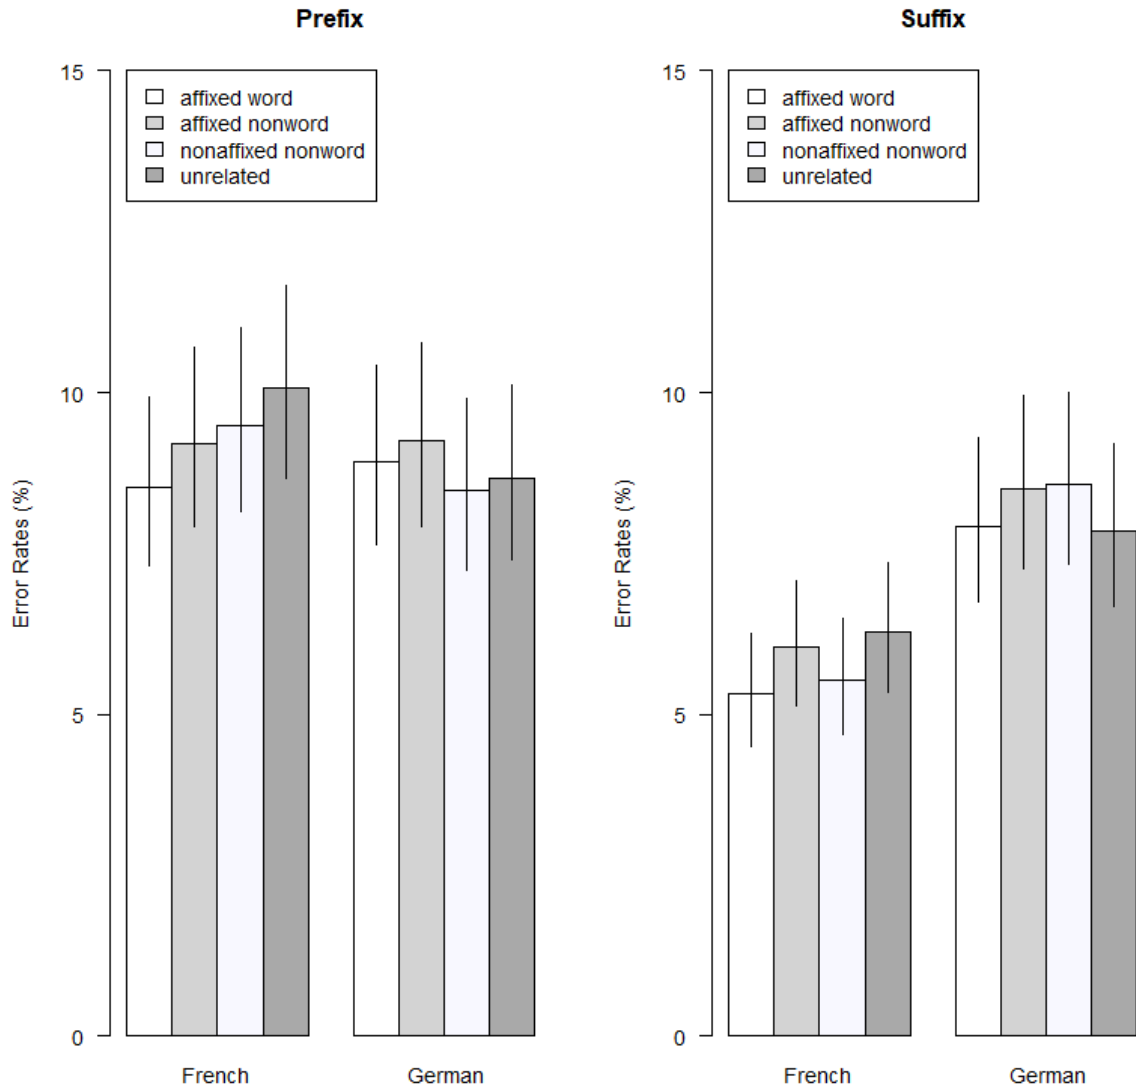 Prefix
15
affixed word
affixed nonword
nonaffixed nonword
unrelated
10
Error Rates (%)
5
0
French German
Suffix
15
affixed word
affixed nonword
nonaffixed nonword
unrelated
10
Error Rates (%)
5
0
French German